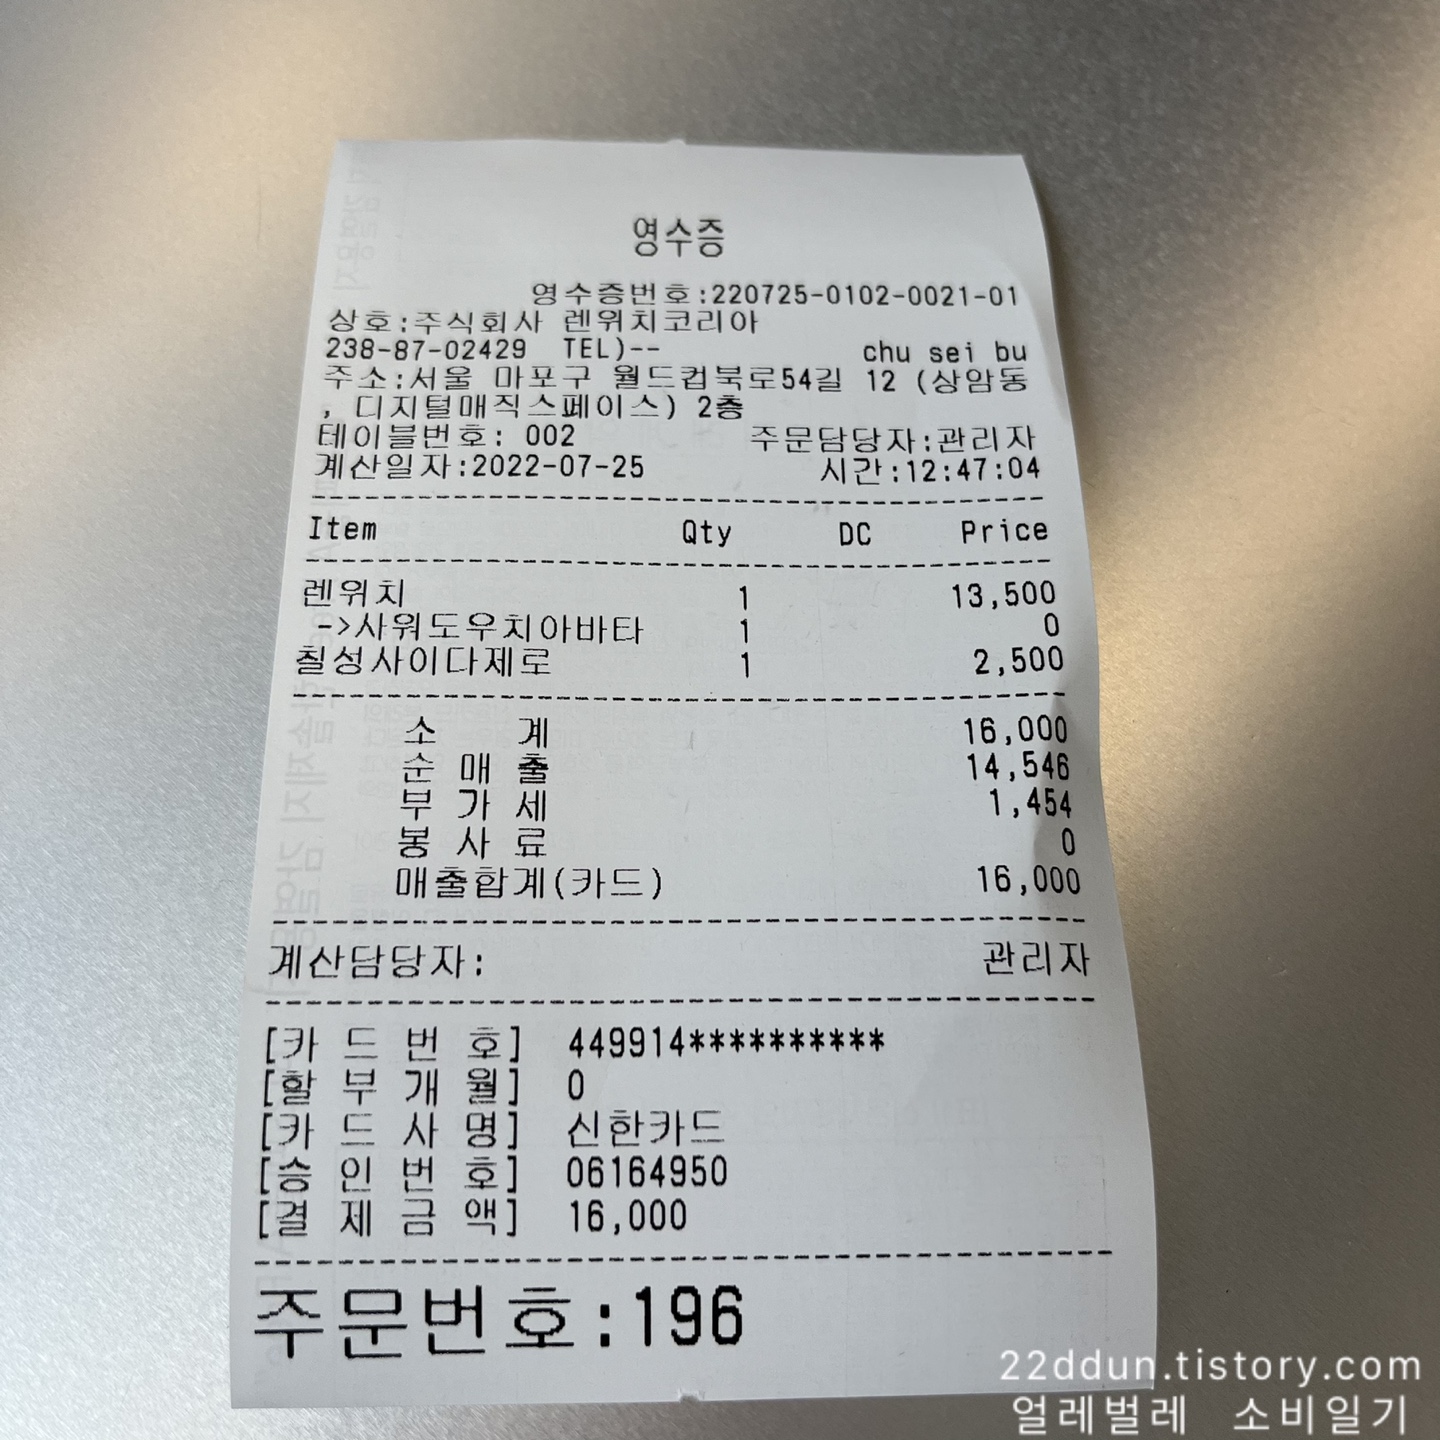 영수증
영수증번호:220725-0102-0021-01
상호:주식회사 렌위치코리아
238-87-02429 TEL)-- chu sei bu
주소:서울 마포구 월드컵북로54길 12 (상암동
, 디지털매직스페이스) 2층
테이블번호: 002 주문담당자:관리자
계산일자:2022-07-25 시간:12:47:04
Item Qty DC Price
렌위치 1 13,500
->사워도우치아바타 1 0
칠성사이다제로 1 2,500
소 계 16,000
순 매 출 14,546
부 가 세 1,454
봉 사 료 0
매출합계(카드) 16,000
계산담당자: 관리자
[카 드 번 호] 449914**********
[할 부 개 월] 0
[카 드 사 명] 신한카드
[승 인 번 호] 06164950
[결 제 금 액] 16,000
주문번호:196
22ddun.tistory.com
얼레벌레 소비일기